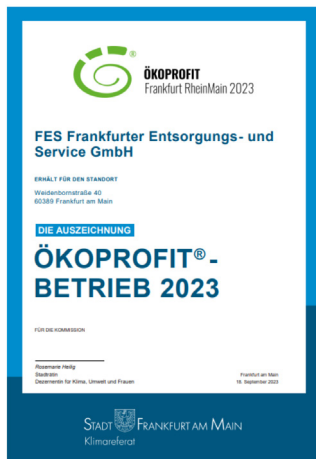 ÖKOPROFIT
Frankfurt RheinMain 2023
FES Frankfurter Entsorgungs- und
Service GmbH
ERHÄLT FÜR DEN STANDORT
Weidenbornstraße 40
60389 Frankfurt am Main
DIE AUSZEICHNUNG
ÖKOPROFIT® -
BETRIEB 2023
FÜR DIE KOMMISSION
Rosemarie Heilig
Stadträtin
Dezernentin für Klima, Umwelt und Frauen
Frankfurt am Main
18. September 2023
STADT FRANKFURT AM MAIN
Klimareferat